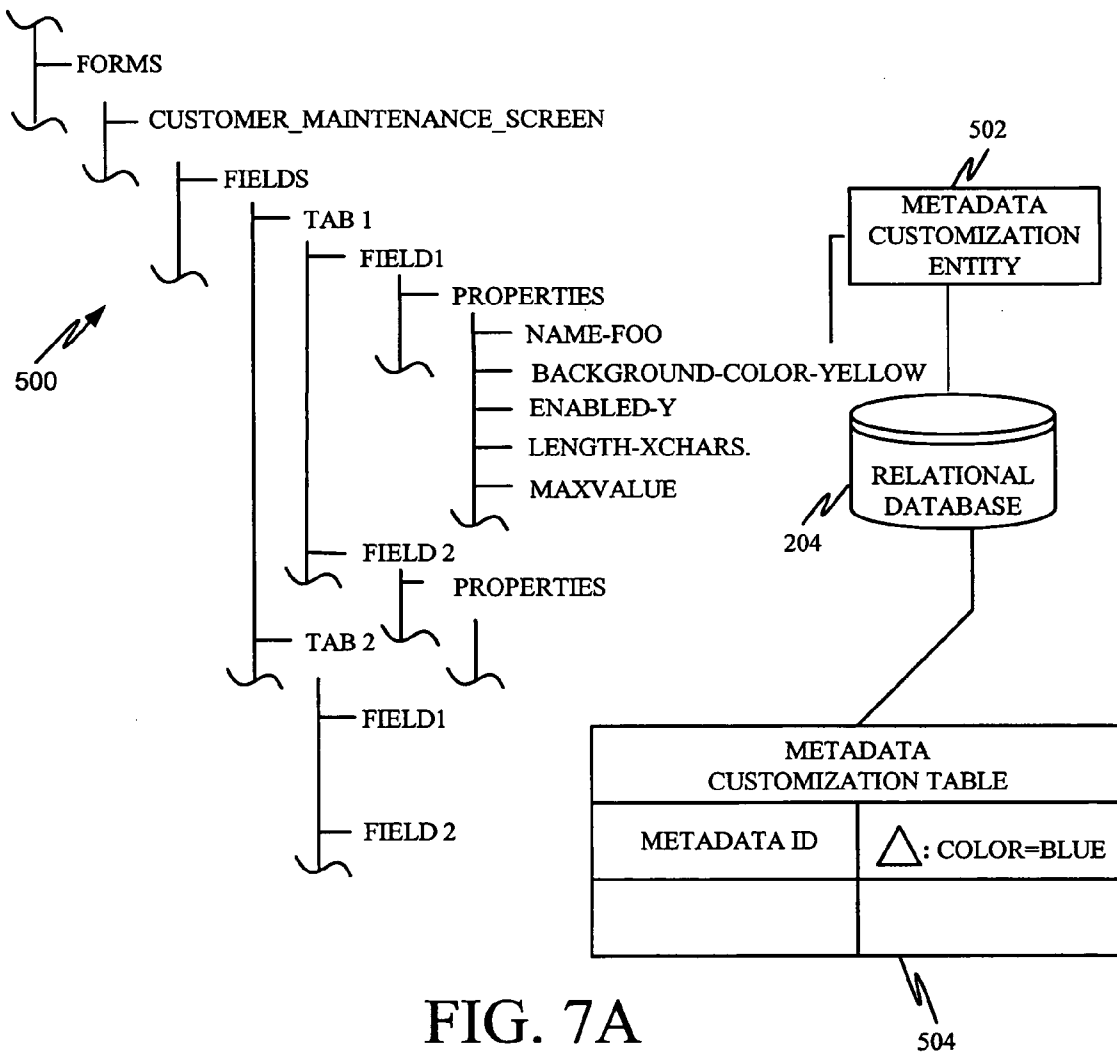 FORMS
CUSTOMER_MAINTENANCE_SCREEN
FIELDS
TAB 1
FIELD1
PROPERTIES
NAME-FOO
BACKGROUND-COLOR-YELLOW
ENABLED-Y
LENGTH-XCHARS.
MAXVALUE
FIELD 2
PROPERTIES
TAB 2
FIELD1
FIELD 2
500
502
METADATA
CUSTOMIZATION
ENTITY
RELATIONAL
DATABASE
204
METADATA
CUSTOMIZATION TABLE
METADATA ID
△: COLOR=BLUE
504
FIG. 7A